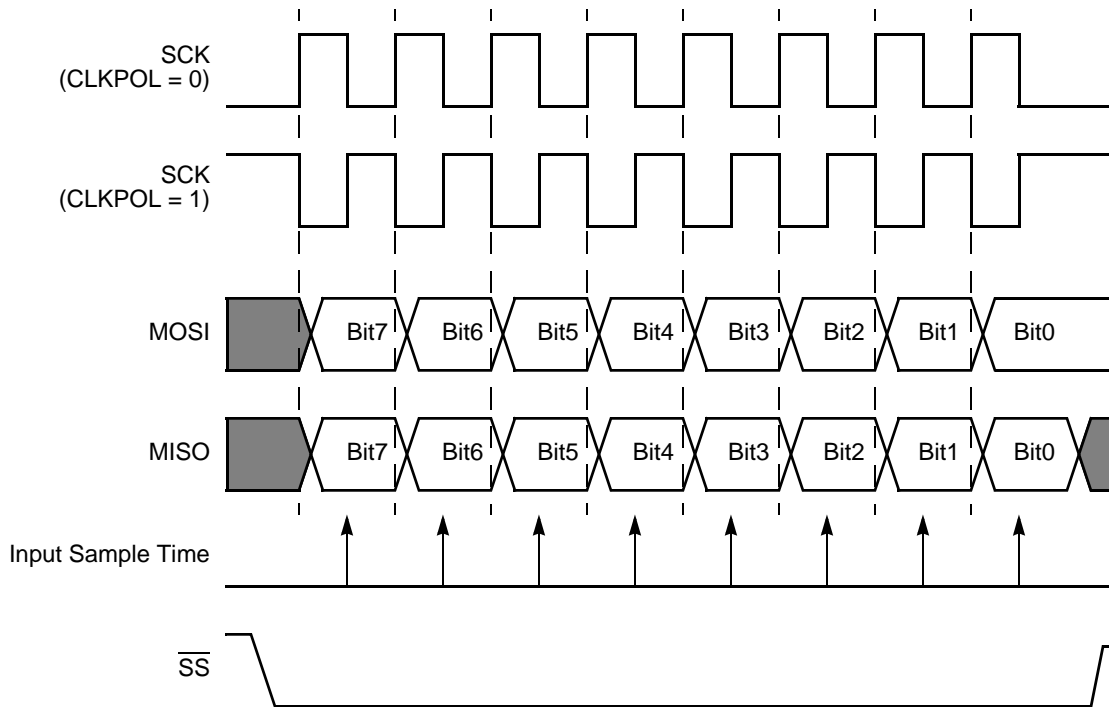 SCK
(CLKPOL = 0)
SCK
(CLKPOL = 1)
MOSI
Bit7 Bit6 Bit5 Bit4 Bit3 Bit2 Bit1 Bit0
MISO
Bit7 Bit6 Bit5 Bit4 Bit3 Bit2 Bit1 Bit0
Input Sample Time
SS